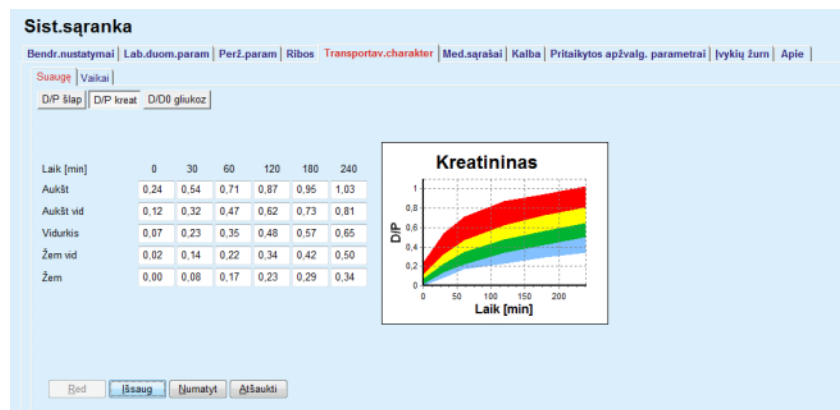 Sist.sąranka
Bendr.nustatymai Lab.duom.param Perž.param Ribos Transportav.charakter Med.sąrašai Kalba Pritaikytos apžvalg. parametrai Įvykių žurn Apie
Suaugę Vaikai
D/P šlap D/P kreat D/D0 gliukoz
Laik [min] 0 30 60 120 180 240
Aukšt 0,24 0,54 0,71 0,87 0,95 1,03
Aukšt vid 0,12 0,32 0,47 0,62 0,73 0,81
Vidurkis 0,07 0,23 0,35 0,48 0,57 0,65
Žem vid 0,02 0,14 0,22 0,34 0,42 0,50
Žem 0,00 0,08 0,17 0,23 0,29 0,34
Kreatininas
D/P
1
0,8
0,6
0,4
0,2
0
0 50 100 150 200
Laik [min]
Red Išsaug Numatyt Atšaukti